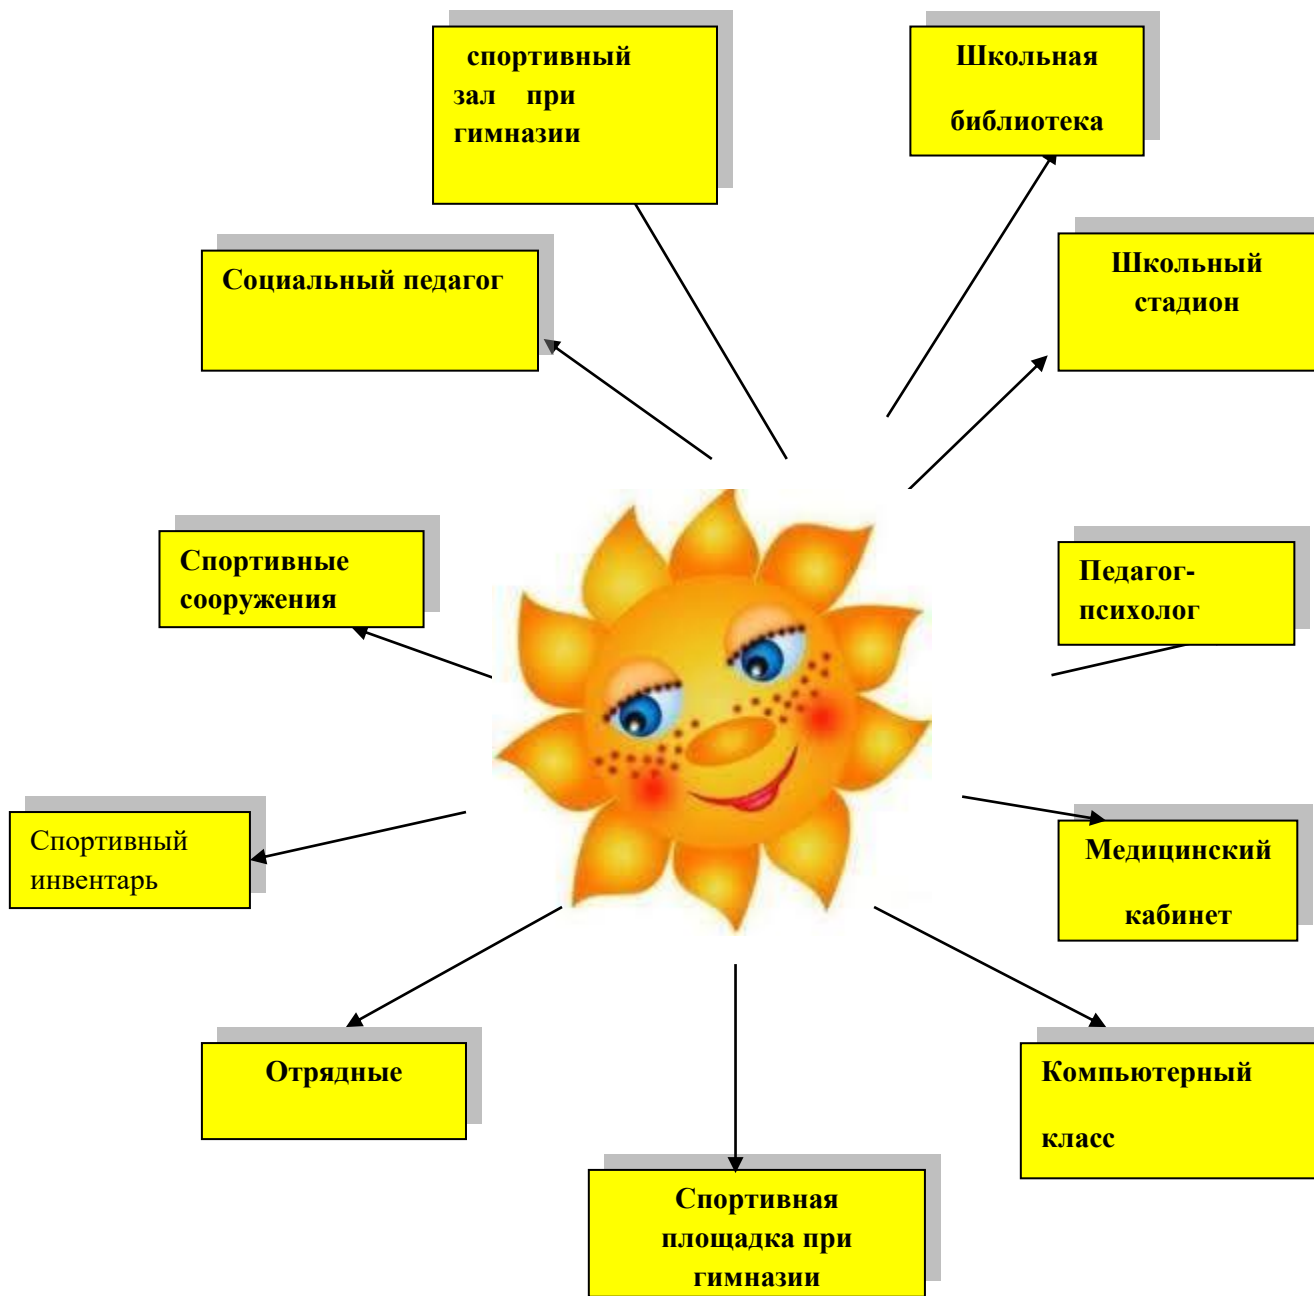 спортивный
зал при
гимназии
Школьная
библиотека
Социальный педагог
Школьный
стадион
Спортивные
сооружения
Педагог-
психолог
Спортивный
инвентарь
Медицинский
кабинет
Отрядные
Компьютерный
класс
Спортивная
площадка при
гимназии